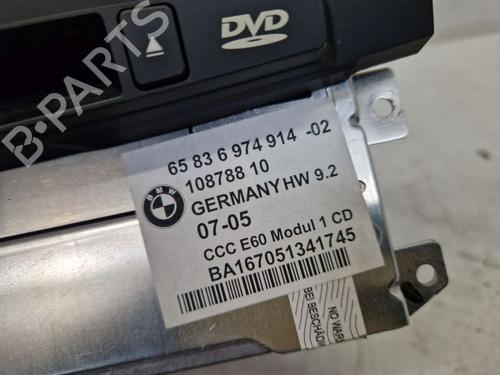 DVD
B-PARTS
65 83 6 974 914 -02
108788 10
BMW
GERMANY HW 9.2
07-05
CCC E60 Modul 1 CD
BA167051341745